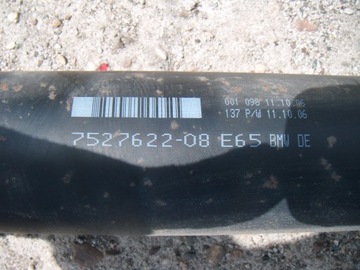 001 098 11.10.06
137 P/W 11.10.06
7527622-08 E65 BMW DE